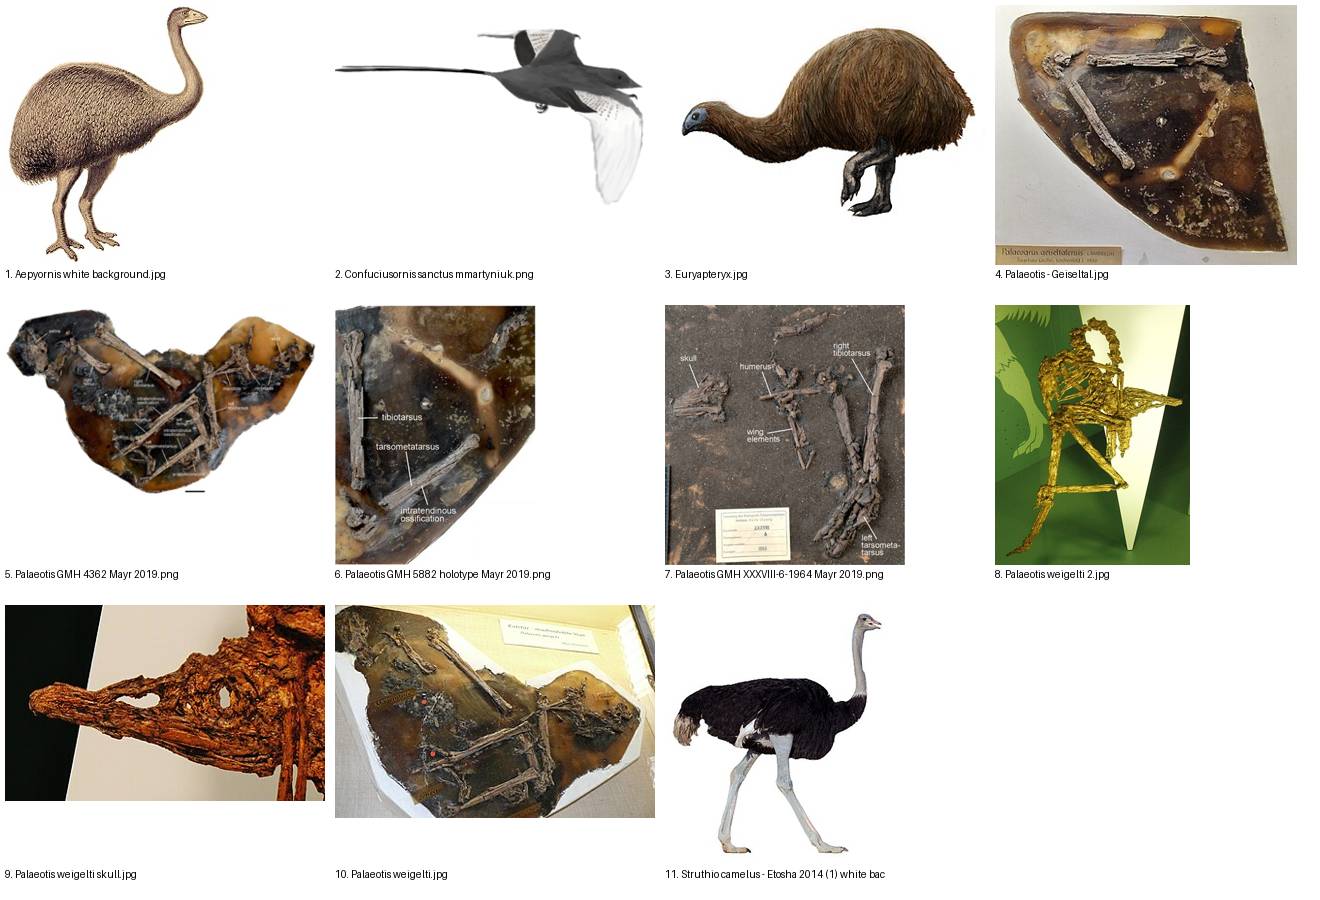 1. Aepyornis white background.jpg
2. Confuciusornis sanctus mmartyniuk.png
3. Euryapteryx.jpg
4. Palaeotis - Geiseltal.jpg
skull
humerus?
right
tibiotarsus
wing
elements
left
tarsometa-
tarsus
tibiotarsus
tarsometatarsus
intratendinous
ossification
5. Palaeotis GMH 4362 Mayr 2019.png
6. Palaeotis GMH 5882 holotype Mayr 2019.png
7. Palaeotis GMH XXXVIII-6-1964 Mayr 2019.png
8. Palaeotis weigelti 2.jpg
9. Palaeotis weigelti skull.jpg
10. Palaeotis weigelti.jpg
11. Struthio camelus - Etosha 2014 (1) white bac